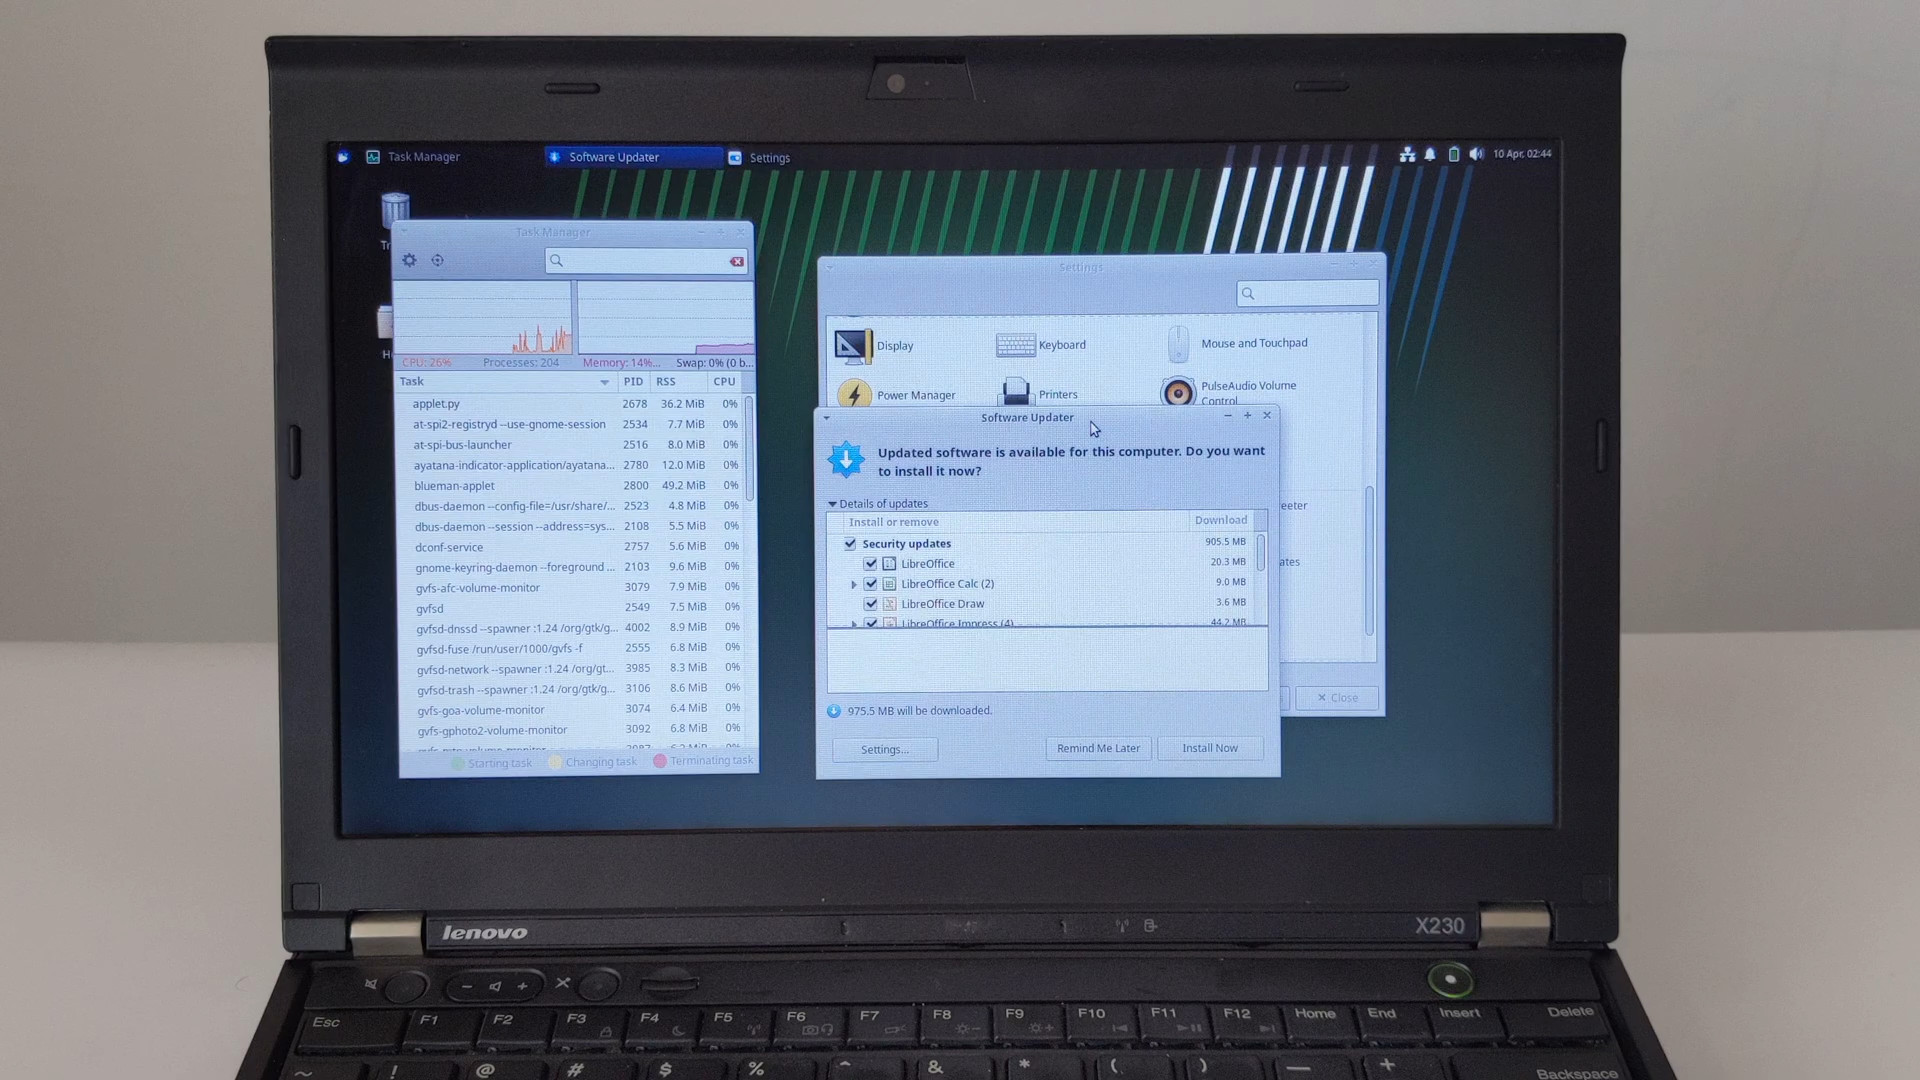 Task Manager
Software Updater
Settings
10 Apr, 02:44
Task Manager
CPU: 26%
Processes: 204
Memory: 14%...
Swap: 0% (0 b...
Task PID RSS CPU
applet.py 2678 36.2 MiB 0%
at-spi2-registryd --use-gnome-session 2534 7.7 MiB 0%
at-spi-bus-launcher 2516 8.0 MiB 0%
ayatana-indicator-application/ayatana... 2780 12.0 MiB 0%
blueman-applet 2800 49.2 MiB 0%
dbus-daemon --config-file=/usr/share/... 2523 4.8 MiB 0%
dbus-daemon --session --address=sys... 2108 5.5 MiB 0%
dconf-service 2757 5.6 MiB 0%
gnome-keyring-daemon --foreground ... 2103 9.6 MiB 0%
gvfs-afc-volume-monitor 3079 7.9 MiB 0%
gvfsd 2549 7.5 MiB 0%
gvfsd-dnssd --spawner :1.24 /org/gtk/g... 4002 8.9 MiB 0%
gvfsd-fuse /run/user/1000/gvfs -f 2555 6.8 MiB 0%
gvfsd-network --spawner :1.24 /org/gt... 3985 8.3 MiB 0%
gvfsd-trash --spawner :1.24 /org/gtk/g... 3106 8.6 MiB 0%
gvfs-goa-volume-monitor 3074 6.4 MiB 0%
gvfs-gphoto2-volume-monitor 3092 6.8 MiB 0%
Starting task
Changing task
Terminating task
Settings
Display
Keyboard
Mouse and Touchpad
Power Manager
Printers
PulseAudio Volume
Control
eeter
ates
Close
Software Updater
Updated software is available for this computer. Do you want
to install it now?
Details of updates
Install or remove Download
Security updates 905.5 MB
LibreOffice 20.3 MB
LibreOffice Calc (2) 9.0 MB
LibreOffice Draw 3.6 MB
LibreOffice Impress (4) 44.2 MB
975.5 MB will be downloaded.
Settings...
Remind Me Later
Install Now
lenovo
X230
Esc F1 F2 F3 F4 F5 F6 F7 F8 F9 F10 F11 F12 Home End Insert Delete
~ ! @ # $ % ^ & * ( ) — + Backspace